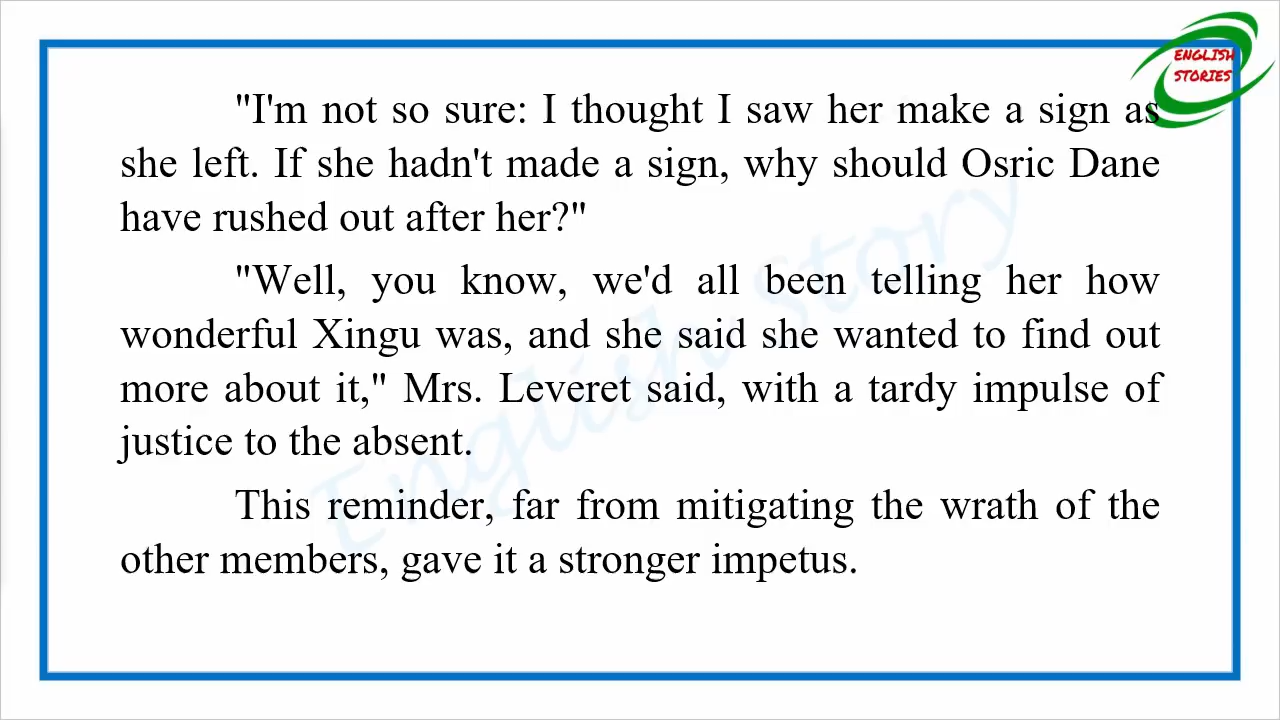 ENGLISH
STORIES
"I'm not so sure: I thought I saw her make a sign as
she left. If she hadn't made a sign, why should Osric Dane
have rushed out after her?"
"Well, you know, we'd all been telling her how
wonderful Xingu was, and she said she wanted to find out
more about it," Mrs. Leveret said, with a tardy impulse of
justice to the absent.
This reminder, far from mitigating the wrath of the
other members, gave it a stronger impetus.
English Story